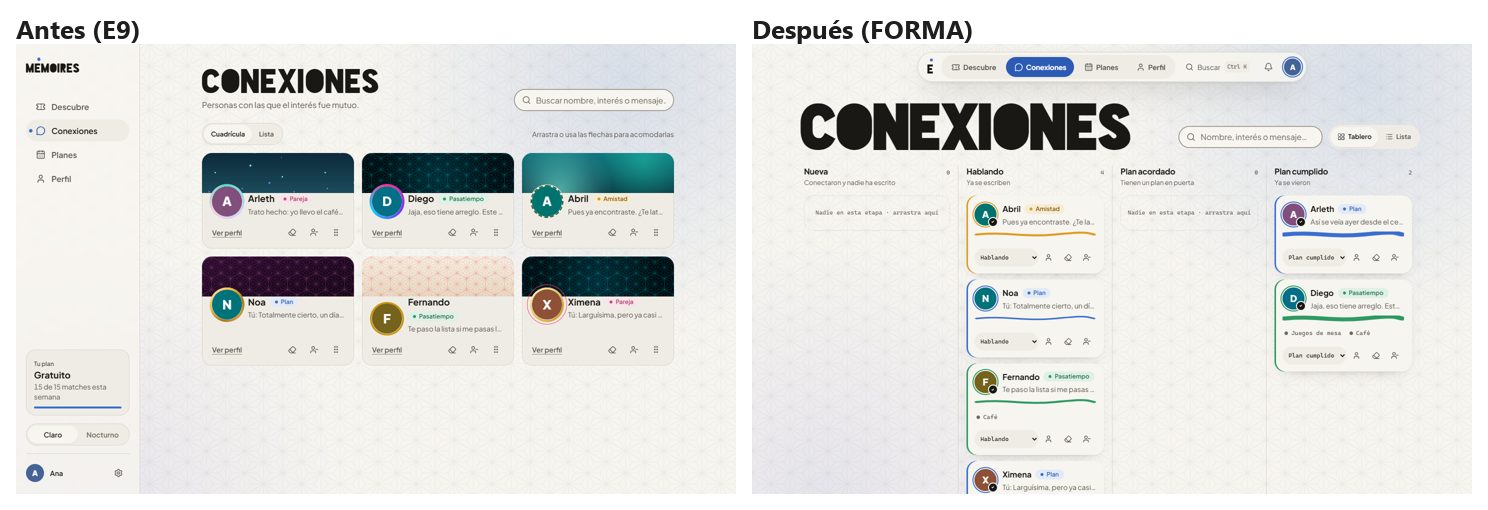 Antes (E9)
MÉMOIRES
Descubre
Conexiones
Planes
Perfil
Tu plan
Gratuito
15 de 15 matches esta
semana
Claro Nocturno
A Ana
CONEXIONES
Personas con las que el interés fue mutuo.
Buscar nombre, interés o mensaje.
Cuadrícula Lista
Arrastra o usa las flechas para acomodarlas
A Arleth • Pareja
Trato hecho: yo llevo el café...
Ver perfil
D Diego • Pasatiempo
Jaja, eso tiene arreglo. Este ...
Ver perfil
A Abril • Amistad
Pues ya encontraste. ¿Te lat...
Ver perfil
N Noa • Plan
Tú: Totalmente cierto, un día...
Ver perfil
F Fernando
• Pasatiempo
Te paso la lista si me pasas l...
Ver perfil
X Ximena • Pareja
Tú: Larguísima, pero ya casi ...
Ver perfil
Después (FORMA)
É Descubre Conexiones Planes Perfil Buscar Ctrl K A
CONEXIONES
Nombre, interés o mensaje...
Tablero Lista
Nueva 0
Conectaron y nadie ha escrito
Nadie en esta etapa · arrastra aquí
Hablando 4
Ya se escriben
A Abril • Amistad
Pues ya encontraste. ¿Te lat...
Hablando
N Noa • Plan
Tú: Totalmente cierto, un dí...
Hablando
F Fernando • Pasatiempo
Te paso la lista si me pasas ...
• Café
Hablando
X Ximena • Plan
Tú: Larguísima, pero ya casi...
Plan acordado 0
Tienen un plan en puerta
Nadie en esta etapa · arrastra aquí
Plan cumplido 2
Ya se vieron
A Arleth • Plan
Así se veía ayer desde el ce...
Plan cumplido
D Diego • Pasatiempo
Jaja, eso tiene arreglo. Est...
• Juegos de mesa • Café
Plan cumplido